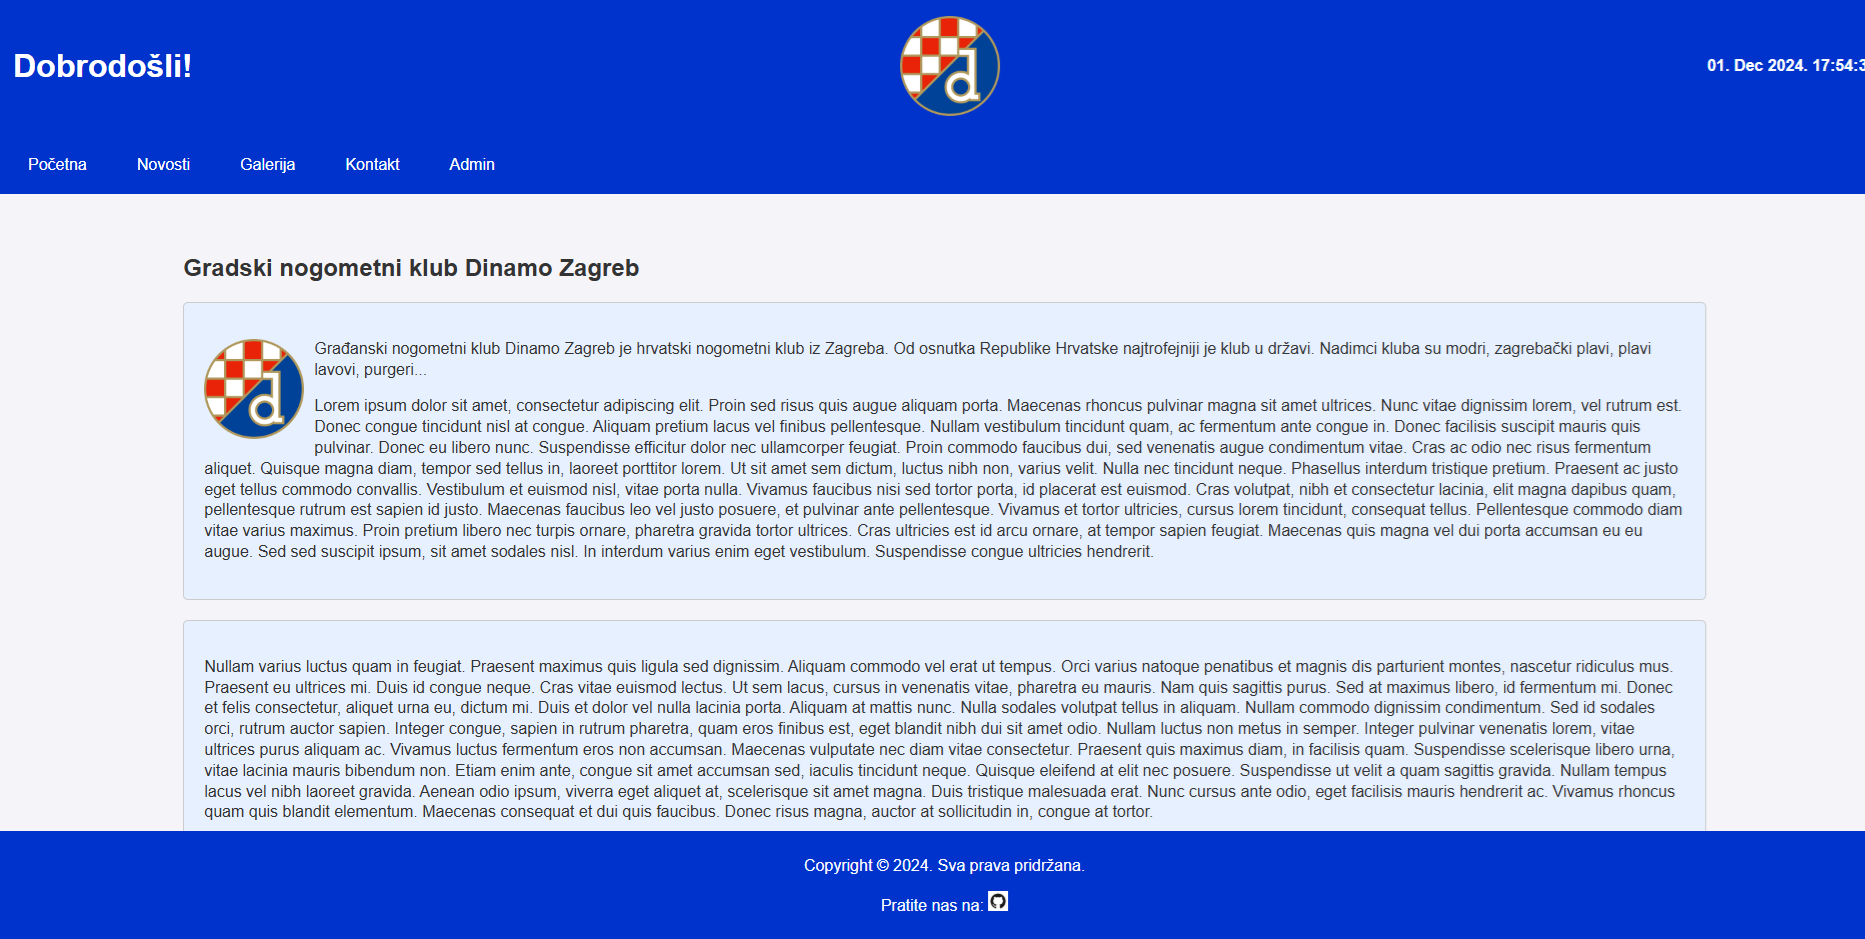 Dobrodošli!
d
01. Dec 2024. 17:54:3
Početna Novosti Galerija Kontakt Admin
Gradski nogometni klub Dinamo Zagreb
d
Građanski nogometni klub Dinamo Zagreb je hrvatski nogometni klub iz Zagreba. Od osnutka Republike Hrvatske najtrofejniji je klub u državi. Nadimci kluba su modri, zagrebački plavi, plavi
lavovi, purgeri...
Lorem ipsum dolor sit amet, consectetur adipiscing elit. Proin sed risus quis augue aliquam porta. Maecenas rhoncus pulvinar magna sit amet ultrices. Nunc vitae dignissim lorem, vel rutrum est.
Donec congue tincidunt nisl at congue. Aliquam pretium lacus vel finibus pellentesque. Nullam vestibulum tincidunt quam, ac fermentum ante congue in. Donec facilisis suscipit mauris quis
pulvinar. Donec eu libero nunc. Suspendisse efficitur dolor nec ullamcorper feugiat. Proin commodo faucibus dui, sed venenatis augue condimentum vitae. Cras ac odio nec risus fermentum
aliquet. Quisque magna diam, tempor sed tellus in, laoreet porttitor lorem. Ut sit amet sem dictum, luctus nibh non, varius velit. Nulla nec tincidunt neque. Phasellus interdum tristique pretium. Praesent ac justo
eget tellus commodo convallis. Vestibulum et euismod nisl, vitae porta nulla. Vivamus faucibus nisi sed tortor porta, id placerat est euismod. Cras volutpat, nibh et consectetur lacinia, elit magna dapibus quam,
pellentesque rutrum est sapien id justo. Maecenas faucibus leo vel justo posuere, et pulvinar ante pellentesque. Vivamus et tortor ultricies, cursus lorem tincidunt, consequat tellus. Pellentesque commodo diam
vitae varius maximus. Proin pretium libero nec turpis ornare, pharetra gravida tortor ultrices. Cras ultricies est id arcu ornare, at tempor sapien feugiat. Maecenas quis magna vel dui porta accumsan eu eu
augue. Sed sed suscipit ipsum, sit amet sodales nisl. In interdum varius enim eget vestibulum. Suspendisse congue ultricies hendrerit.
Nullam varius luctus quam in feugiat. Praesent maximus quis ligula sed dignissim. Aliquam commodo vel erat ut tempus. Orci varius natoque penatibus et magnis dis parturient montes, nascetur ridiculus mus.
Praesent eu ultrices mi. Duis id congue neque. Cras vitae euismod lectus. Ut sem lacus, cursus in venenatis vitae, pharetra eu mauris. Nam quis sagittis purus. Sed at maximus libero, id fermentum mi. Donec
et felis consectetur, aliquet urna eu, dictum mi. Duis et dolor vel nulla lacinia porta. Aliquam at mattis nunc. Nulla sodales volutpat tellus in aliquam. Nullam commodo dignissim condimentum. Sed id sodales
orci, rutrum auctor sapien. Integer congue, sapien in rutrum pharetra, quam eros finibus est, eget blandit nibh dui sit amet odio. Nullam luctus non metus in semper. Integer pulvinar venenatis lorem, vitae
ultrices purus aliquam ac. Vivamus luctus fermentum eros non accumsan. Maecenas vulputate nec diam vitae consectetur. Praesent quis maximus diam, in facilisis quam. Suspendisse scelerisque libero urna,
vitae lacinia mauris bibendum non. Etiam enim ante, congue sit amet accumsan sed, iaculis tincidunt neque. Quisque eleifend at elit nec posuere. Suspendisse ut velit a quam sagittis gravida. Nullam tempus
lacus vel nibh laoreet gravida. Aenean odio ipsum, viverra eget aliquet at, scelerisque sit amet magna. Duis tristique malesuada erat. Nunc cursus ante odio, eget facilisis mauris hendrerit ac. Vivamus rhoncus
quam quis blandit elementum. Maecenas consequat et dui quis faucibus. Donec risus magna, auctor at sollicitudin in, congue at tortor.
Copyright © 2024. Sva prava pridržana.
Pratite nas na: